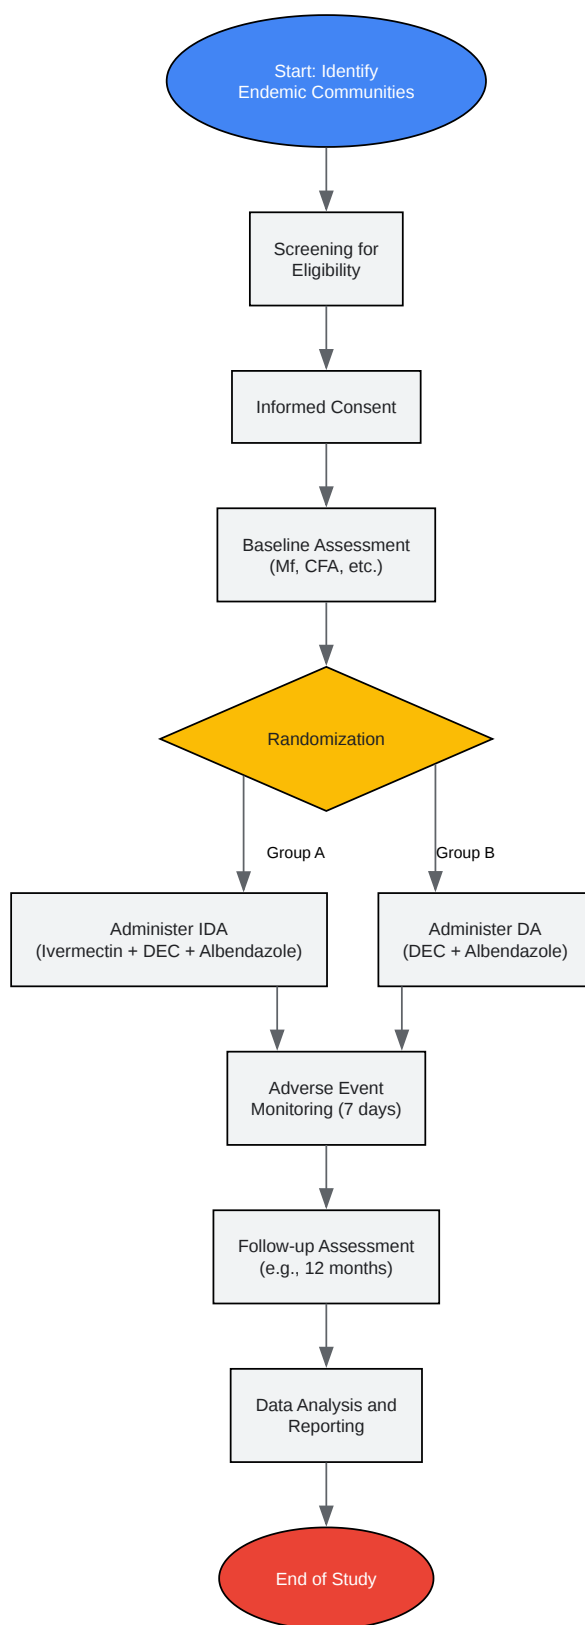 Start: Identify
Endemic Communities
Screening for
Eligibility
Informed Consent
Baseline Assessment
(Mf, CFA, etc.)
Randomization
Group A
Group B
Administer IDA
(Ivermectin + DEC + Albendazole)
Administer DA
(DEC + Albendazole)
Adverse Event
Monitoring (7 days)
Follow-up Assessment
(e.g., 12 months)
Data Analysis and
Reporting
End of Study